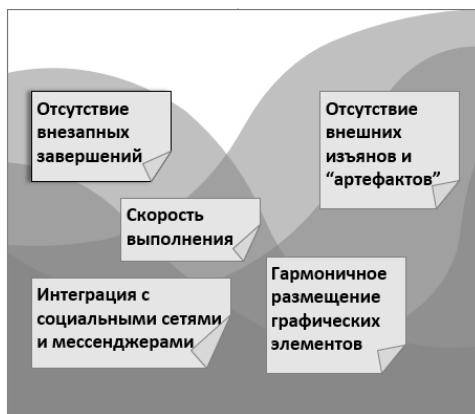 Отсутствие
внезапных
завершений
Отсутствие
внешних
изъянов и
“артефактов”
Скорость
выполнения
Интеграция с
социальными сетями
и мессенджерами
Гармоничное
размещение
графических
элементов